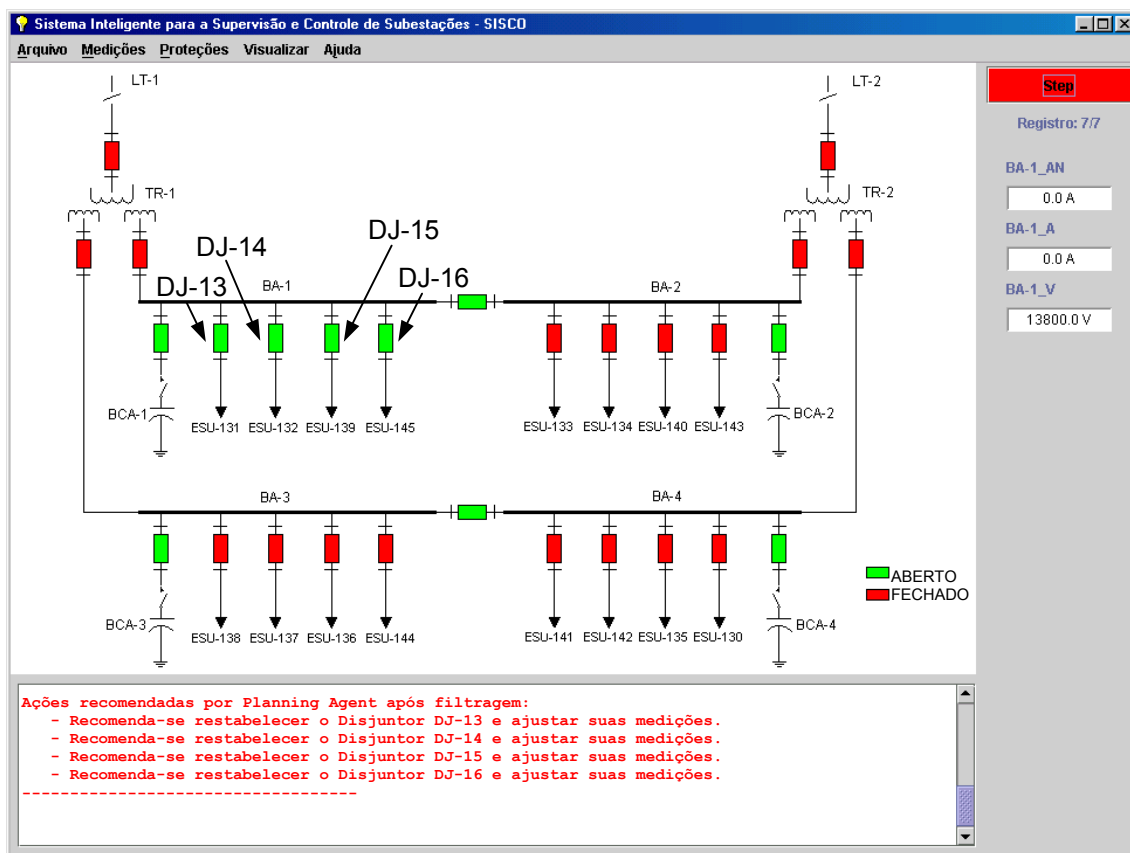 Sistema Inteligente para a Supervisão e Controle de Subestações - SISCO
Arquivo Medições Proteções Visualizar Ajuda
LT-1
LT-2
Step
Registro: 7/7
BA-1_AN
0.0 A
BA-1_A
0.0 A
BA-1_V
13800.0 V
TR-1
TR-2
DJ-13
DJ-14
DJ-15
DJ-16
BA-1
BA-2
BCA-1
BCA-2
ESU-131 ESU-132 ESU-139 ESU-145
ESU-133 ESU-134 ESU-140 ESU-143
BA-3
BA-4
BCA-3
BCA-4
ESU-138 ESU-137 ESU-136 ESU-144
ESU-141 ESU-142 ESU-135 ESU-130
ABERTO
FECHADO
Ações recomendadas por Planning Agent após filtragem:
- Recomenda-se restabelecer o Disjuntor DJ-13 e ajustar suas medições.
- Recomenda-se restabelecer o Disjuntor DJ-14 e ajustar suas medições.
- Recomenda-se restabelecer o Disjuntor DJ-15 e ajustar suas medições.
- Recomenda-se restabelecer o Disjuntor DJ-16 e ajustar suas medições.
-----------------------------------